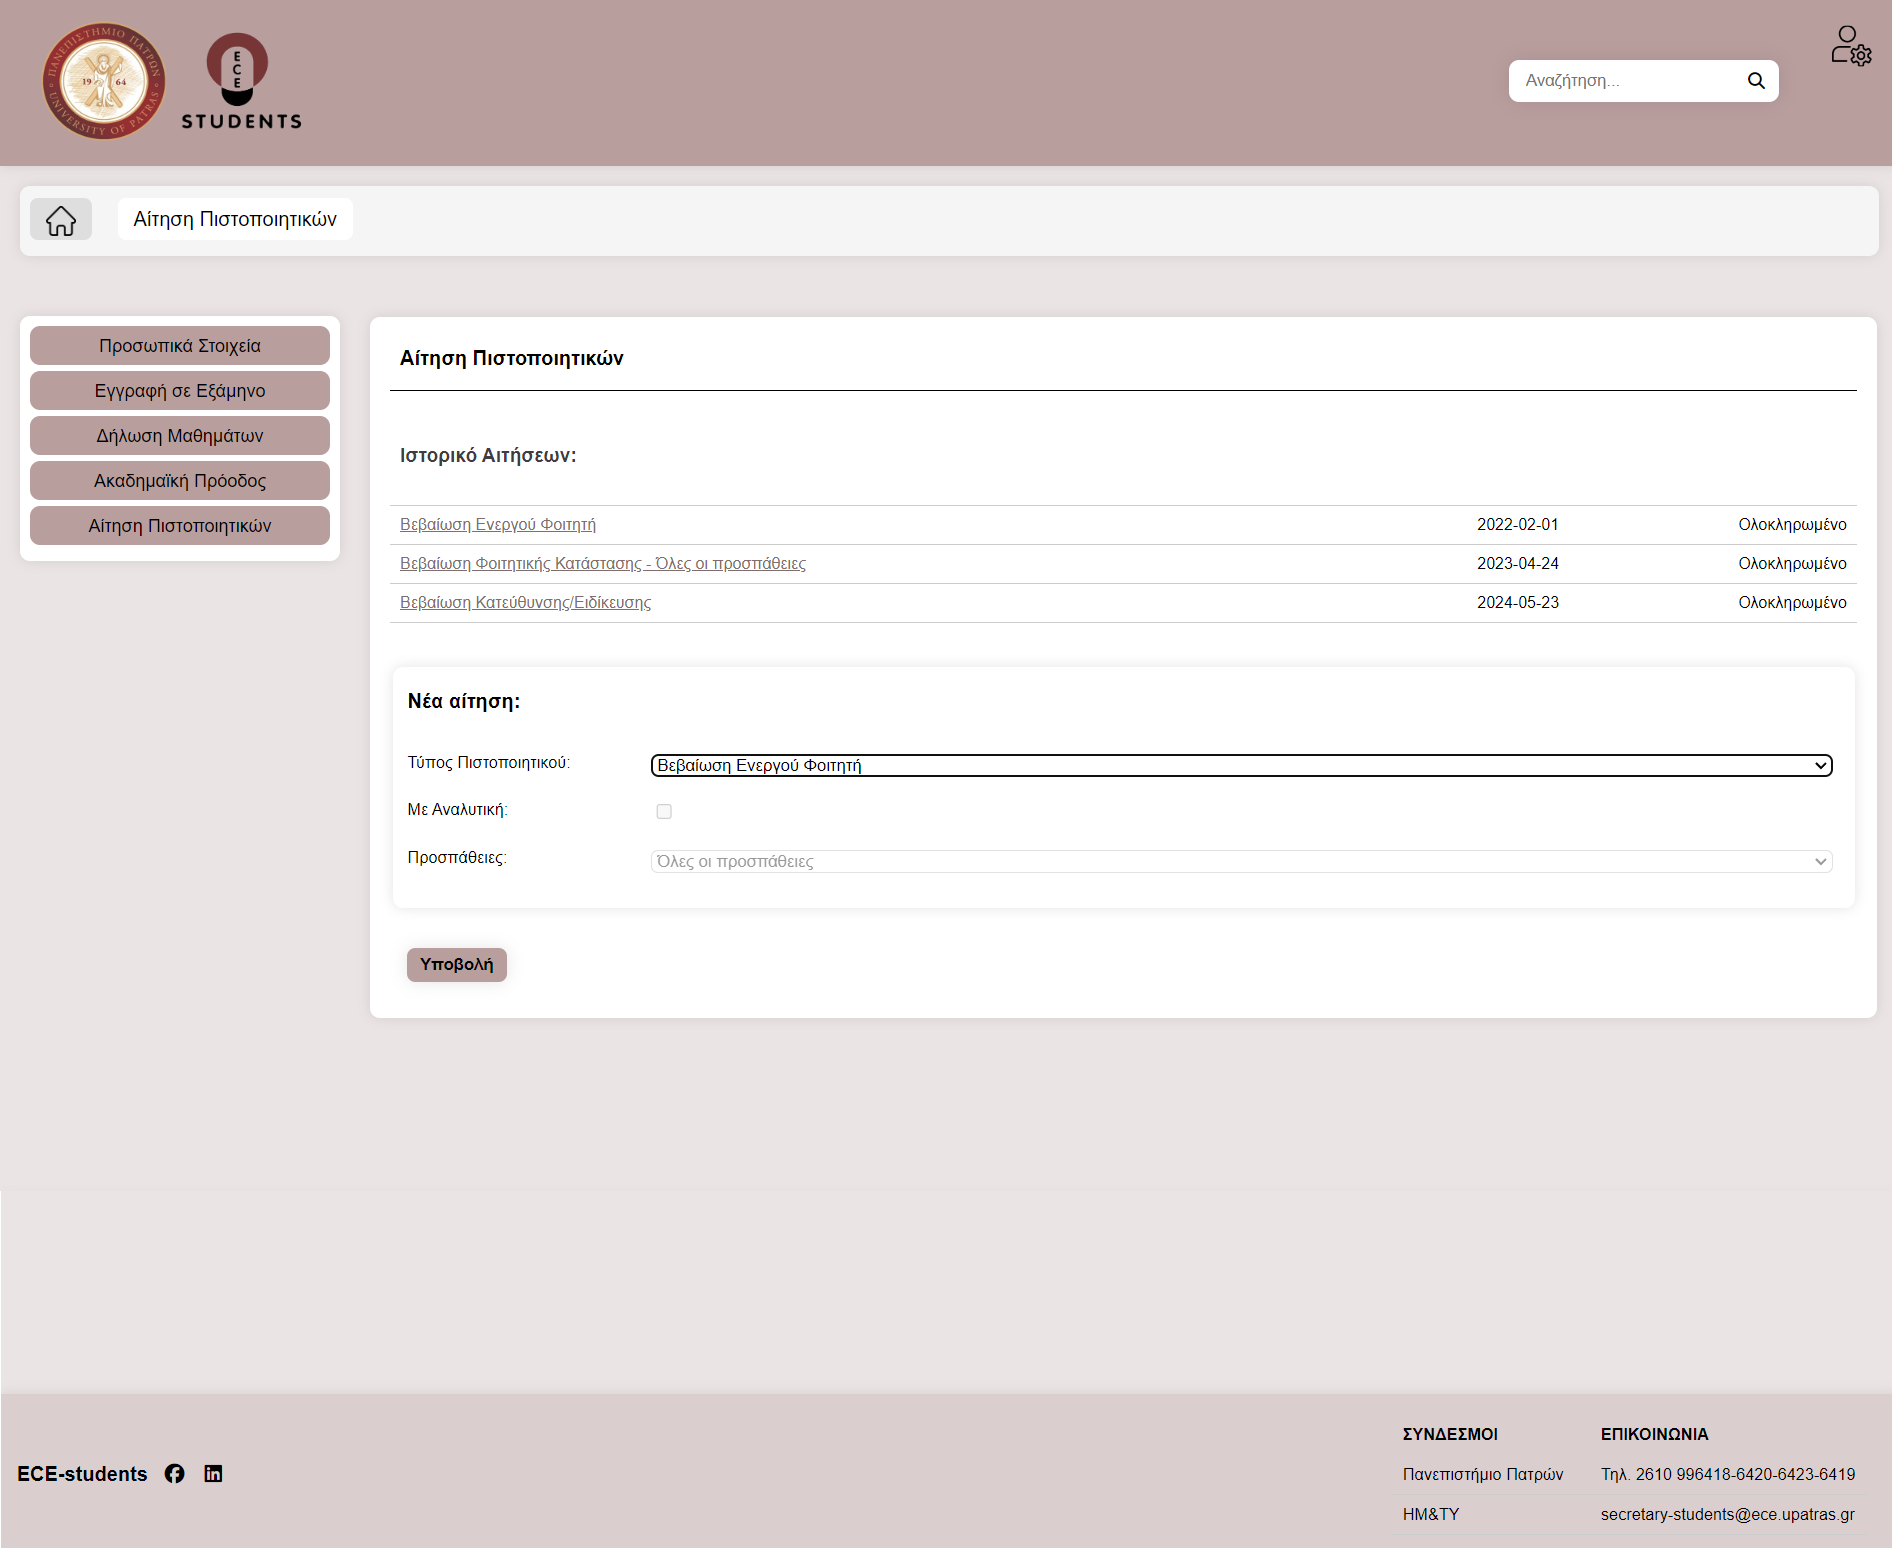 ΠΑΝΕΠΙΣΤΗΜΙΟ ΠΑΤΡΩΝ
19 64
UNIVERSITY OF PATRAS
ECE
STUDENTS
Αναζήτηση...
Αίτηση Πιστοποιητικών
Προσωπικά Στοιχεία
Εγγραφή σε Εξάμηνο
Δήλωση Μαθημάτων
Ακαδημαϊκή Πρόοδος
Αίτηση Πιστοποιητικών
Αίτηση Πιστοποιητικών
Ιστορικό Αιτήσεων:
Βεβαίωση Ενεργού Φοιτητή 2022-02-01 Ολοκληρωμένο
Βεβαίωση Φοιτητικής Κατάστασης - Όλες οι προσπάθειες 2023-04-24 Ολοκληρωμένο
Βεβαίωση Κατεύθυνσης/Ειδίκευσης 2024-05-23 Ολοκληρωμένο
Νέα αίτηση:
Τύπος Πιστοποιητικού: Βεβαίωση Ενεργού Φοιτητή
Με Αναλυτική:
Προσπάθειες: Όλες οι προσπάθειες
Υποβολή
ECE-students
ΣΥΝΔΕΣΜΟΙ ΕΠΙΚΟΙΝΩΝΙΑ
Πανεπιστήμιο Πατρών Τηλ. 2610 996418-6420-6423-6419
ΗΜ&ΤΥ secretary-students@ece.upatras.gr